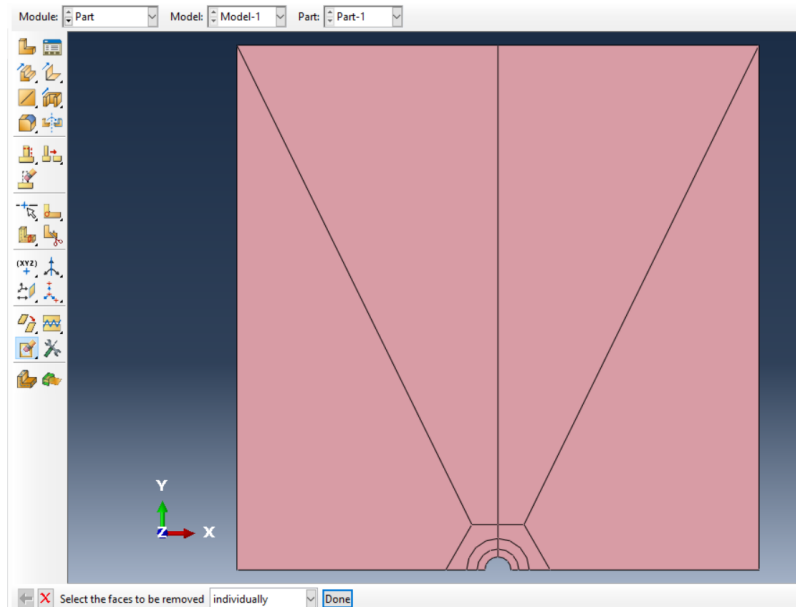 Module: Part Model: Model-1 Part: Part-1
(XYZ)
Y
Z X
Select the faces to be removed individually Done